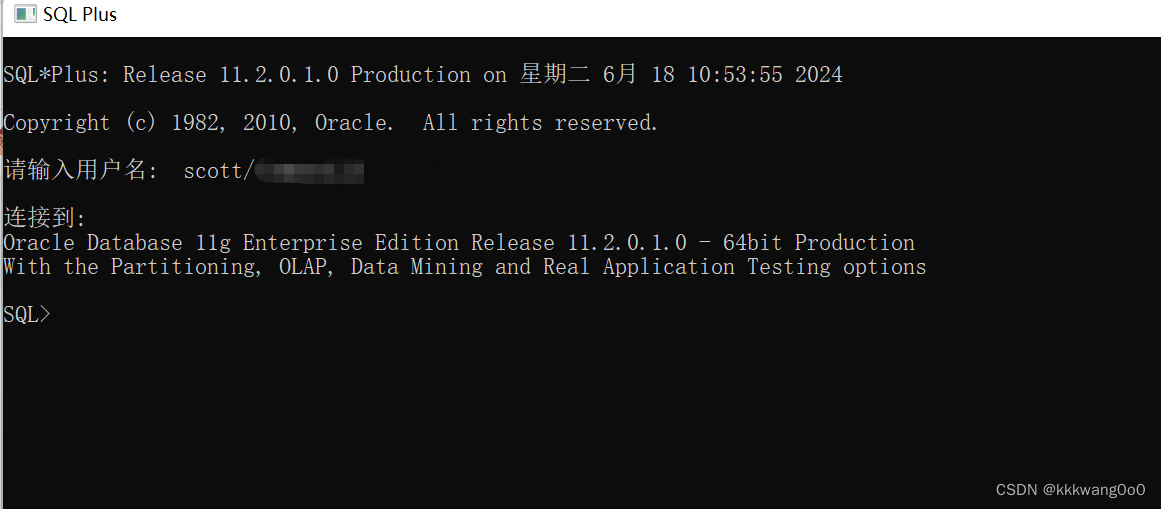 SQL Plus
SQL*Plus: Release 11.2.0.1.0 Production on 星期二 6月 18 10:53:55 2024
Copyright (c) 1982, 2010, Oracle.  All rights reserved.
请输入用户名:  scott/
连接到:
Oracle Database 11g Enterprise Edition Release 11.2.0.1.0 - 64bit Production
With the Partitioning, OLAP, Data Mining and Real Application Testing options
SQL>
CSDN @kkkwang0o0